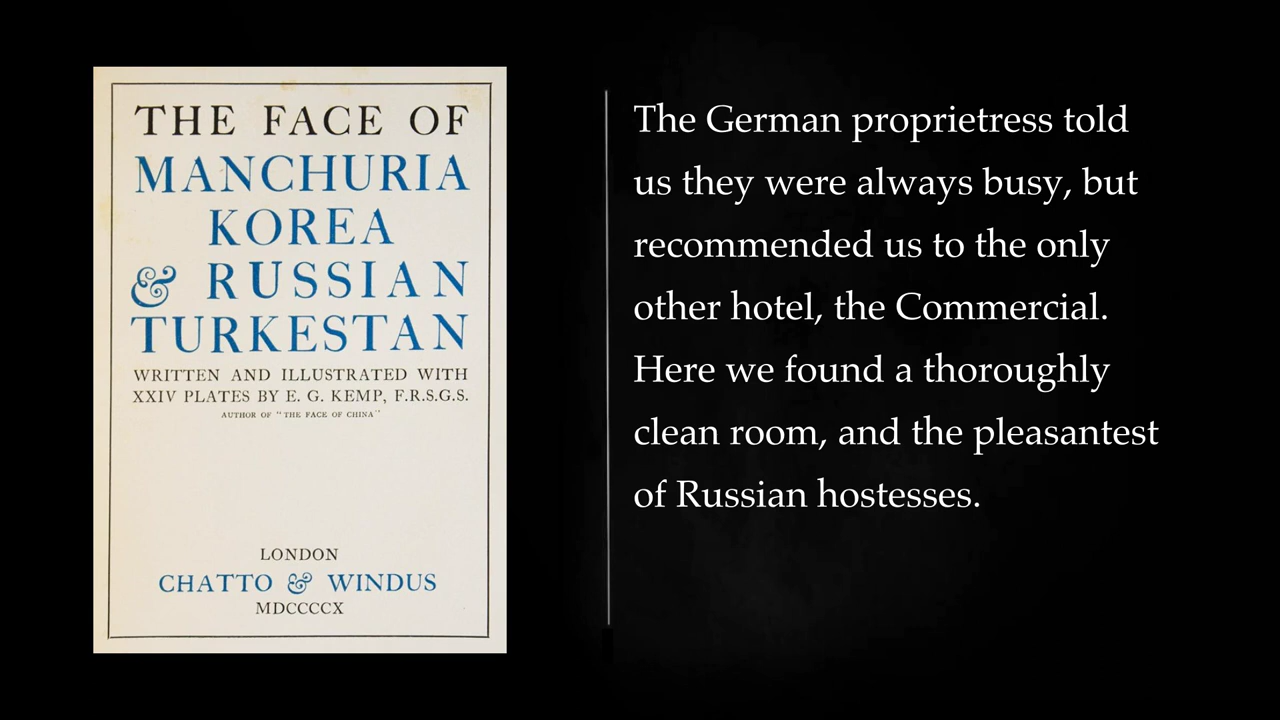 THE FACE OF
MANCHURIA
KOREA
& RUSSIAN
TURKESTAN
WRITTEN AND ILLUSTRATED WITH
XXIV PLATES BY E. G. KEMP, F.R.S.G.S.
AUTHOR OF "THE FACE OF CHINA"
LONDON
CHATTO & WINDUS
MDCCCCX
The German proprietress told
us they were always busy, but
recommended us to the only
other hotel, the Commercial.
Here we found a thoroughly
clean room, and the pleasantest
of Russian hostesses.